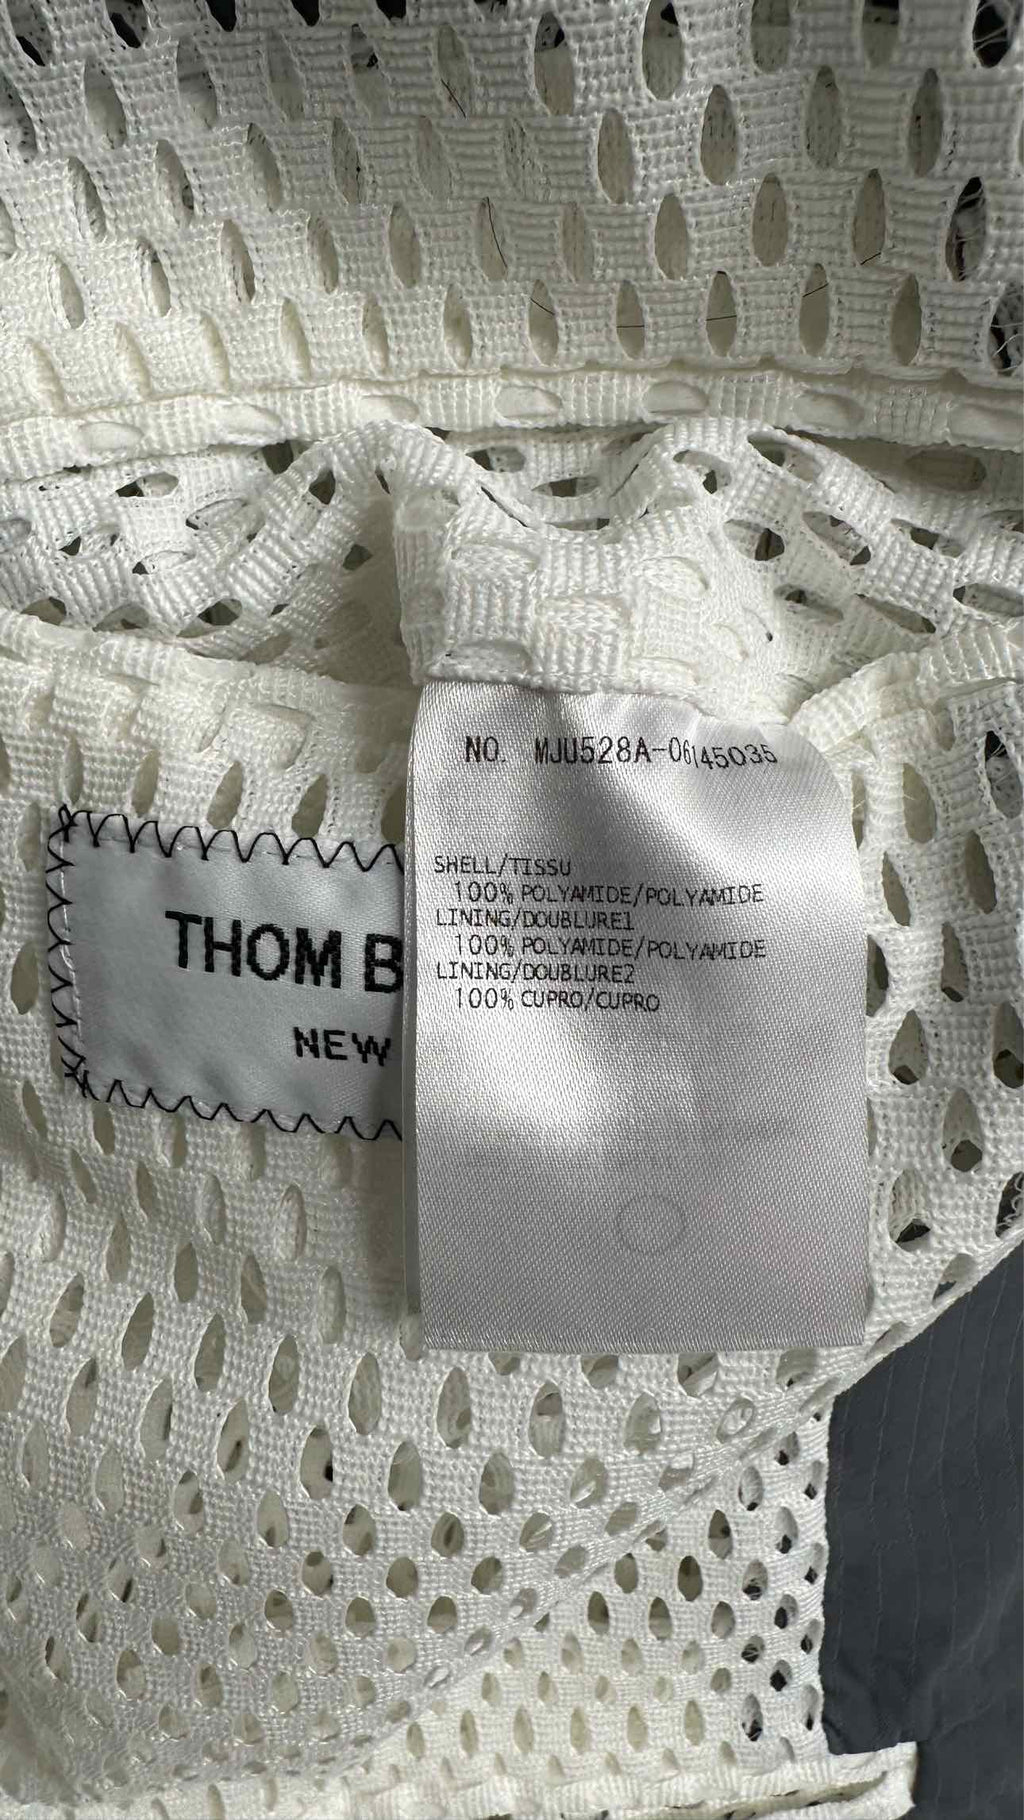 NO. MJU528A-06145035
SHELL/TISSU
100% POLYAMIDE/POLYAMIDE
LINING/DOUBLURE1
100% POLYAMIDE/POLYAMIDE
LINING/DOUBLURE2
100% CUPRO/CUPRO
THOM B
NEW